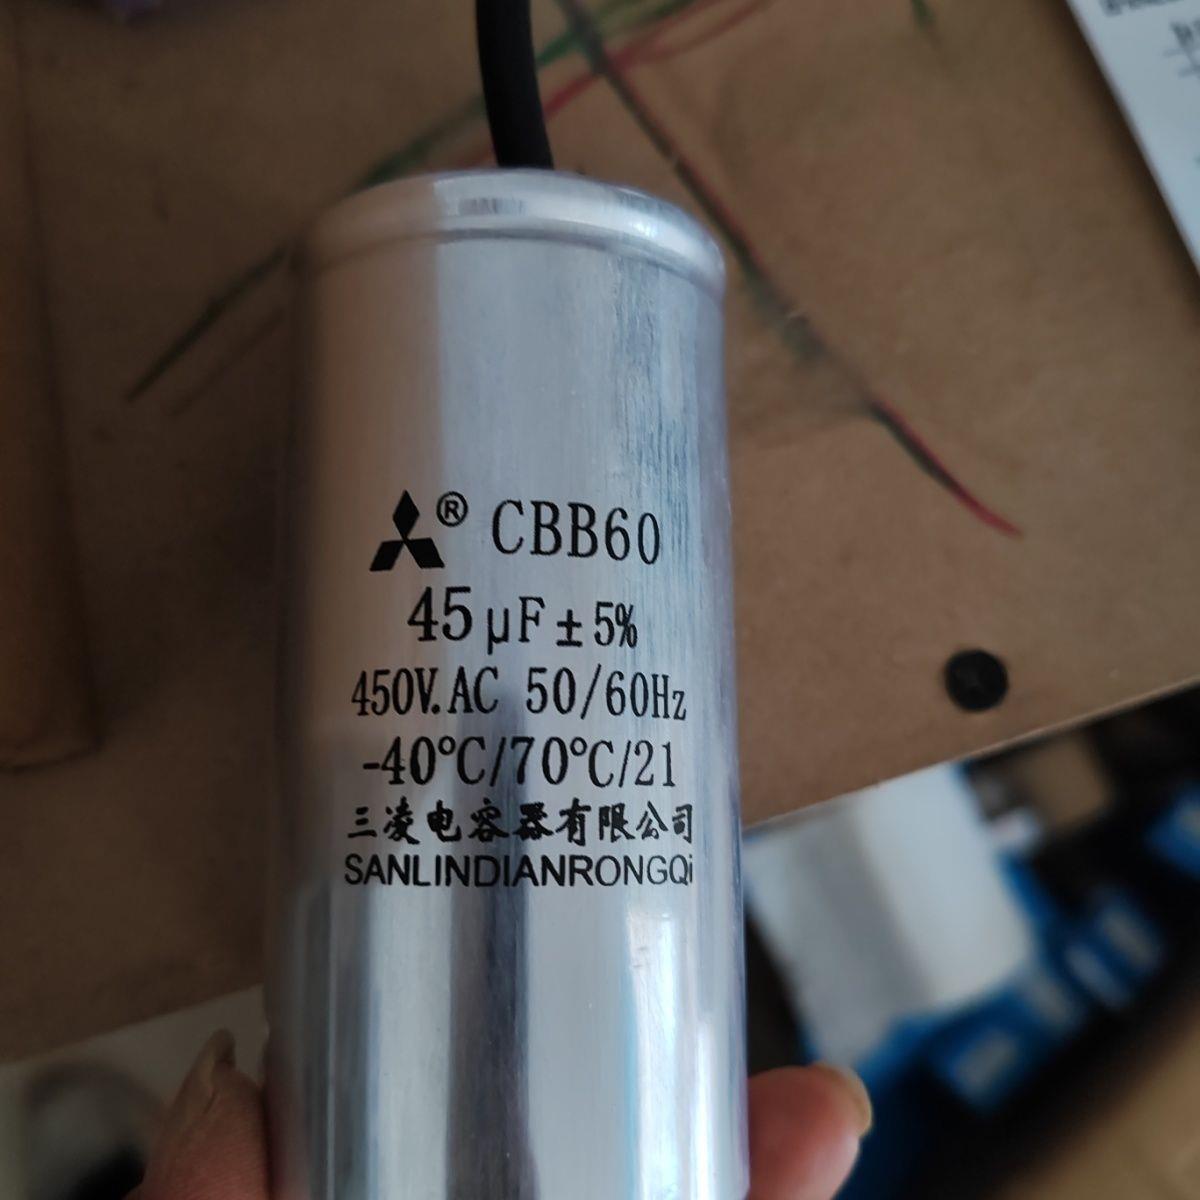 ® CBB60
45μF±5%
450V.AC 50/60Hz
-40℃/70℃/21
三凌电容器有限公司
SANLINDIANRONGQi